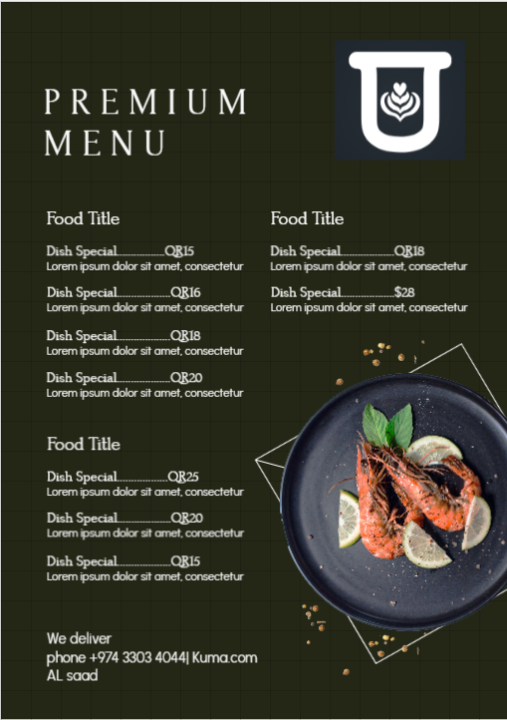 PREMIUM
MENU
Food Title
Dish Special...................QR15
Lorem ipsum dolor sit amet, consectetur
Dish Special.....................QR16
Lorem ipsum dolor sit amet, consectetur
Dish Special.....................QR18
Lorem ipsum dolor sit amet, consectetur
Dish Special.....................QR20
Lorem ipsum dolor sit amet, consectetur
Food Title
Dish Special....................QR25
Lorem ipsum dolor sit amet, consectetur
Dish Special.....................QR20
Lorem ipsum dolor sit amet, consectetur
Dish Special.....................QR15
Lorem ipsum dolor sit amet, consectetur
Food Title
Dish Special.....................QR18
Lorem ipsum dolor sit amet, consectetur
Dish Special.....................$28
Lorem ipsum dolor sit amet, consectetur
We deliver
phone +974 3303 4044| Kuma.com
AL saad